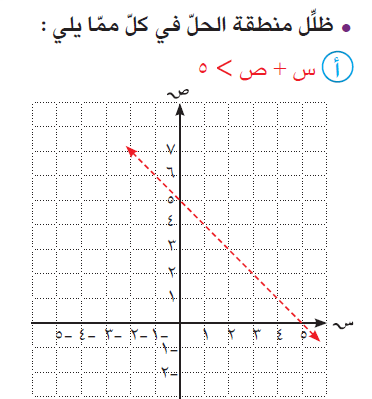 • ظلِّل منطقة الحلّ في كلّ ممّا يلي :
أ س + ص > ٥
ص
٧
٦
٥
٤
٣
٢
١
س
٥– ٤– ٣– ٢– ١– ١ ٢ ٣ ٤ ٥
١–
٢–